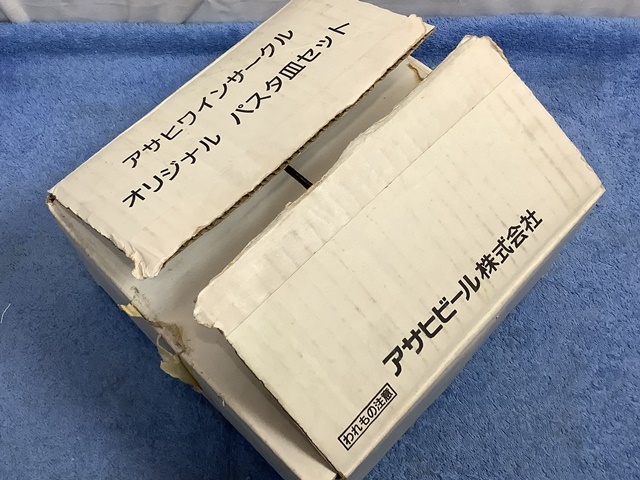 アサヒワインサークル
オリジナル パスタ皿セット
アサヒビール株式会社
われもの注意